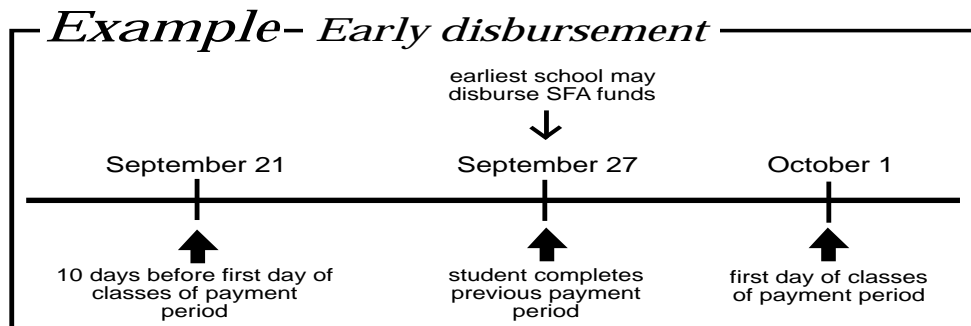 Example – Early disbursement
earliest school may
disburse SFA funds
September 21
September 27
October 1
10 days before first day of
classes of payment
period
student completes
previous payment
period
first day of classes
of payment period